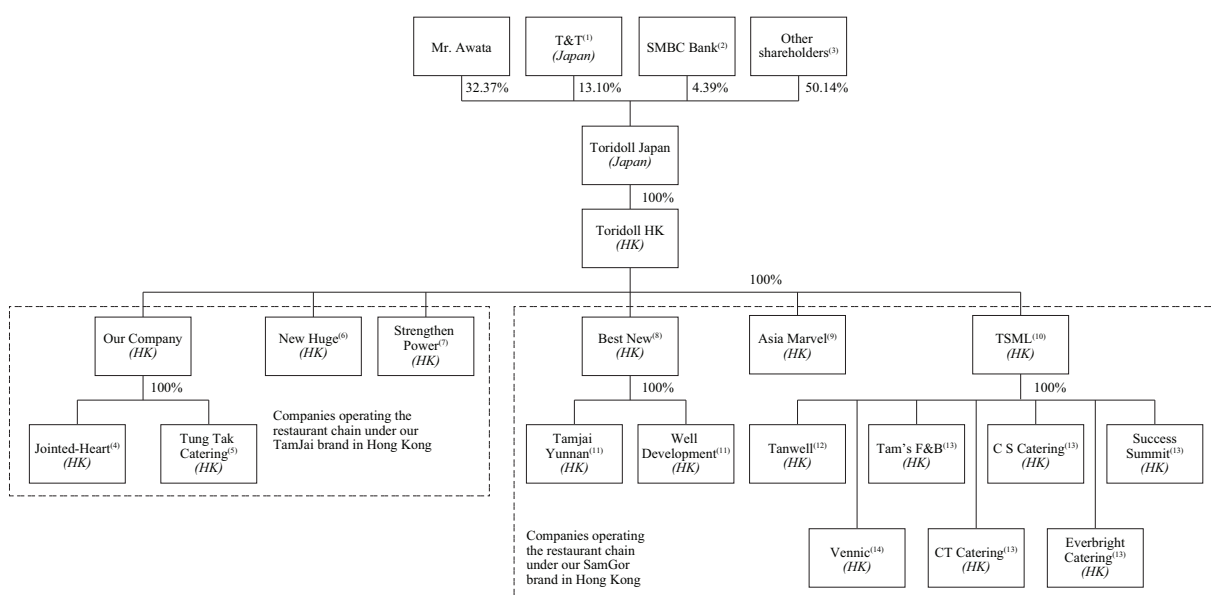 Mr. Awata
T&T(1)
(Japan)
SMBC Bank(2)
Other
shareholders(3)
32.37%
13.10%
4.39%
50.14%
Toridoll Japan
(Japan)
100%
Toridoll HK
(HK)
100%
Our Company
(HK)
New Huge(6)
(HK)
Strengthen
Power(7)
(HK)
Best New(8)
(HK)
Asia Marvel(9)
(HK)
TSML(10)
(HK)
100%
100%
100%
Jointed-Heart(4)
(HK)
Tung Tak
Catering(5)
(HK)
Companies operating the
restaurant chain under our
TamJai brand in Hong Kong
Tamjai
Yunnan(11)
(HK)
Well
Development(11)
(HK)
Tanwell(12)
(HK)
Tam's F&B(13)
(HK)
C S Catering(13)
(HK)
Success
Summit(13)
(HK)
Companies operating
the restaurant chain
under our SamGor
brand in Hong Kong
Vennic(14)
(HK)
CT Catering(13)
(HK)
Everbright
Catering(13)
(HK)